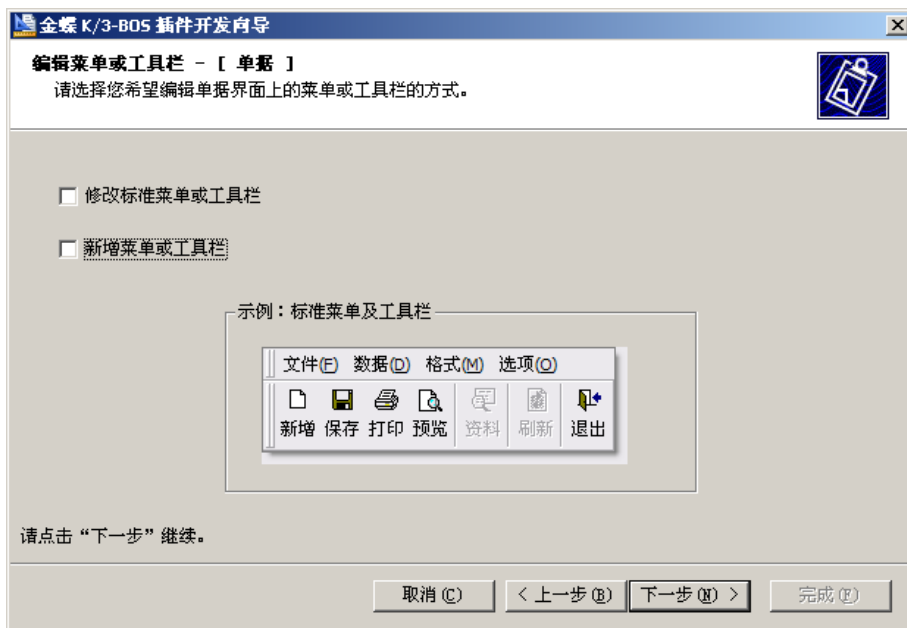 金蝶 K/3-BOS 插件开发向导
编辑菜单或工具栏 - [ 单据 ]
请选择您希望编辑单据界面上的菜单或工具栏的方式。
修改标准菜单或工具栏
新增菜单或工具栏
示例：标准菜单及工具栏
文件(F) 数据(D) 格式(M) 选项(O)
新增 保存 打印 预览 资料 刷新 退出
请点击“下一步”继续。
取消(C) < 上一步(B) 下一步(N) > 完成(F)